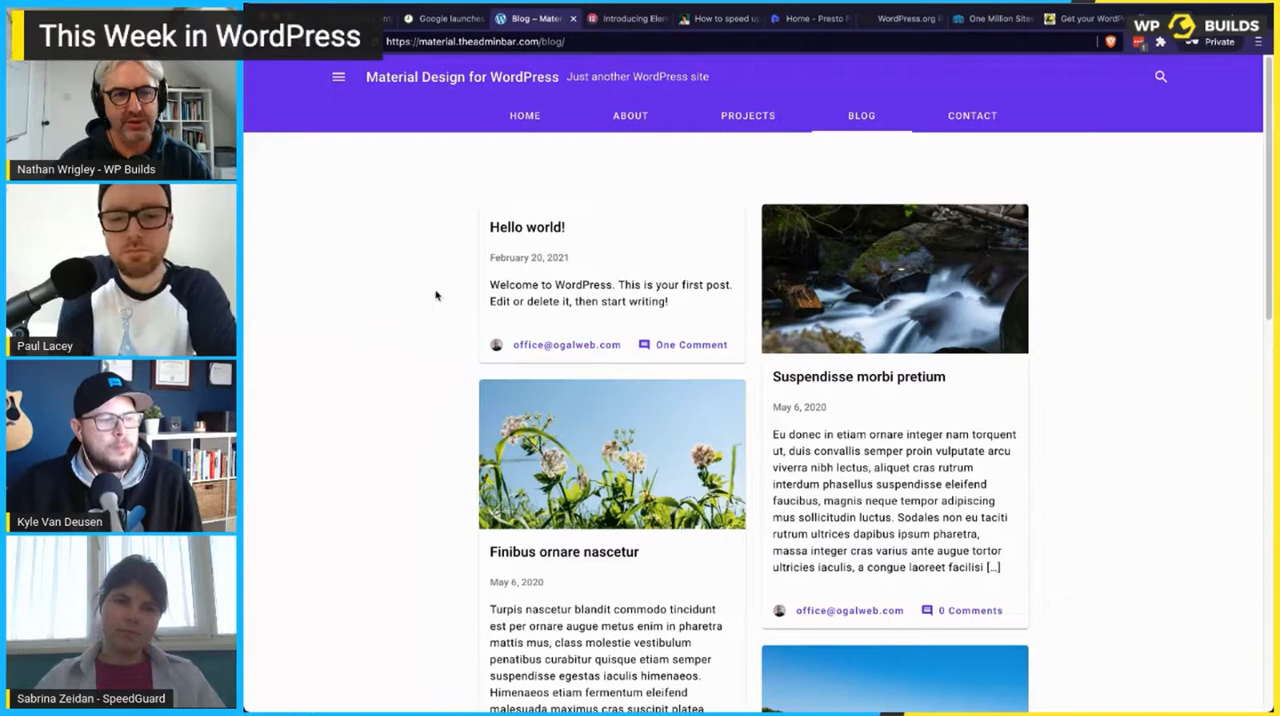 This Week in WordPress
Google launches
Blog – Mater
Introducing Elem
How to speed u
Home - Presto P
WordPress.org
One Million Sites
Get your WordP
WP BUILDS
https://material.theadminbar.com/blog/
Private
Material Design for WordPress
Just another WordPress site
HOME
ABOUT
PROJECTS
BLOG
CONTACT
Nathan Wrigley - WP Builds
Paul Lacey
Kyle Van Deusen
Sabrina Zeidan - SpeedGuard
Hello world!
February 20, 2021
Welcome to WordPress. This is your first post.
Edit or delete it, then start writing!
office@ogalweb.com
One Comment
Finibus ornare nascetur
May 6, 2020
Turpis nascetur blandit commodo tincidunt
est per ornare augue metus enim in pharetra
mattis mus, class molestie vestibulum
penatibus curabitur quisque etiam semper
suspendisse egestas iaculis himenaeos.
Himenaeos etiam fermentum eleifend
malesuada maximus cras sem luctus porta
Suspendisse morbi pretium
May 6, 2020
Eu donec in etiam ornare integer nam torquent
ut, duis convallis semper proin vulputate arcu
viverra nibh lectus, aliquet cras rutrum
interdum phasellus suspendisse eleifend
faucibus, magnis neque tempor adipiscing
mus sollicitudin luctus. Sodales non eu taciti
rutrum ultrices dapibus ipsum pharetra,
massa integer cras varius ante augue tortor
ultricies iaculis, a congue laoreet facilisi [...]
office@ogalweb.com
0 Comments